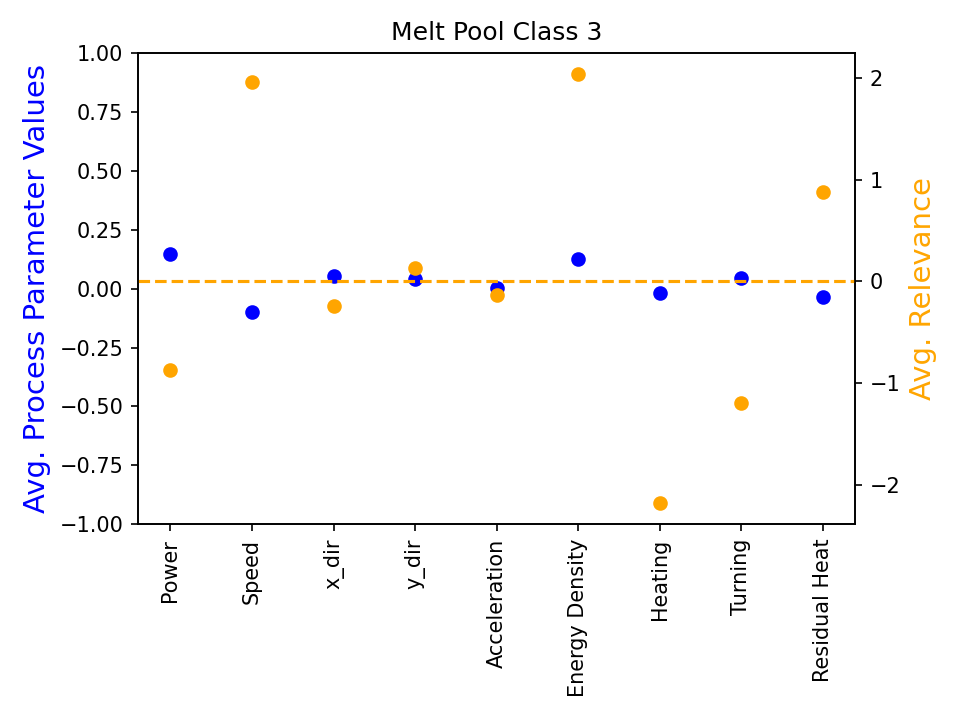 Melt Pool Class 3
Avg. Process Parameter Values
1.00
0.75
0.50
0.25
0.00
−0.25
−0.50
−0.75
−1.00
2
1
0
−1
−2
Avg. Relevance
Power
Speed
x_dir
y_dir
Acceleration
Energy Density
Heating
Turning
Residual Heat